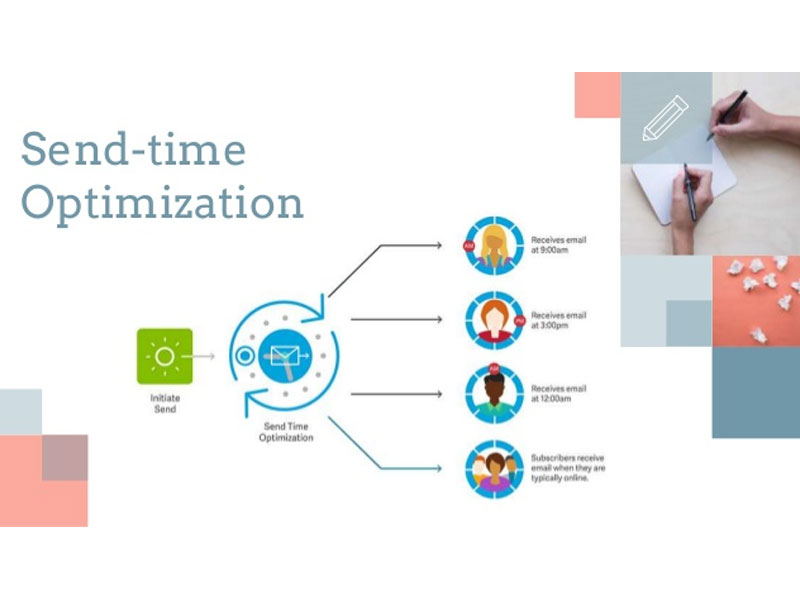 Send-time
Optimization
Receives email
at 9:00am
AM
Receives email
at 3:00pm
PM
Initiate
Send
Send Time
Optimization
AM
Receives email
at 12:00am
Subscribers receive
email when they are
typically online.